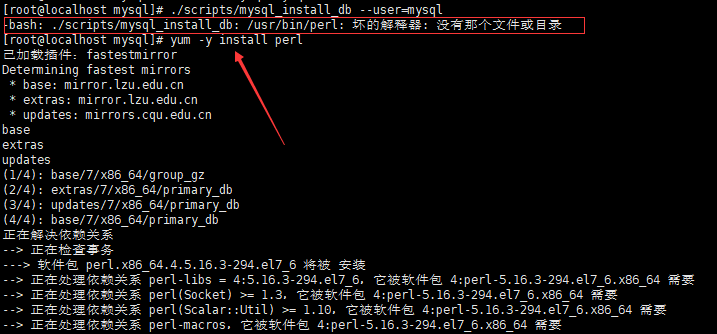 [root@localhost mysql]# ./scripts/mysql_install_db --user=mysql
-bash: ./scripts/mysql_install_db: /usr/bin/perl: 坏的解释器: 没有那个文件或目录
[root@localhost mysql]# yum -y install perl
已加载插件: fastestmirror
Determining fastest mirrors
 * base: mirror.lzu.edu.cn
 * extras: mirror.lzu.edu.cn
 * updates: mirrors.cqu.edu.cn
base
extras
updates
(1/4): base/7/x86_64/group_gz
(2/4): extras/7/x86_64/primary_db
(3/4): updates/7/x86_64/primary_db
(4/4): base/7/x86_64/primary_db
正在解决依赖关系
--> 正在检查事务
---> 软件包 perl.x86_64.4.5.16.3-294.el7_6 将被 安装
--> 正在处理依赖关系 perl-libs = 4:5.16.3-294.el7_6，它被软件包 4:perl-5.16.3-294.el7_6.x86_64 需要
--> 正在处理依赖关系 perl(Socket) >= 1.3，它被软件包 4:perl-5.16.3-294.el7_6.x86_64 需要
--> 正在处理依赖关系 perl(Scalar::Util) >= 1.10，它被软件包 4:perl-5.16.3-294.el7_6.x86_64 需要
--> 正在处理依赖关系 perl-macros，它被软件包 4:perl-5.16.3-294.el7_6.x86_64 需要